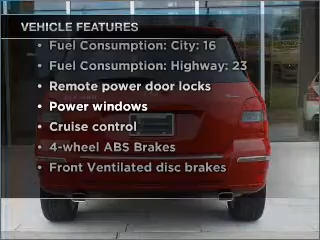 VEHICLE FEATURES
• Fuel Consumption: City: 16
• Fuel Consumption: Highway: 23
• Remote power door locks
• Power windows
• Cruise control
• 4-wheel ABS Brakes
• Front Ventilated disc brakes